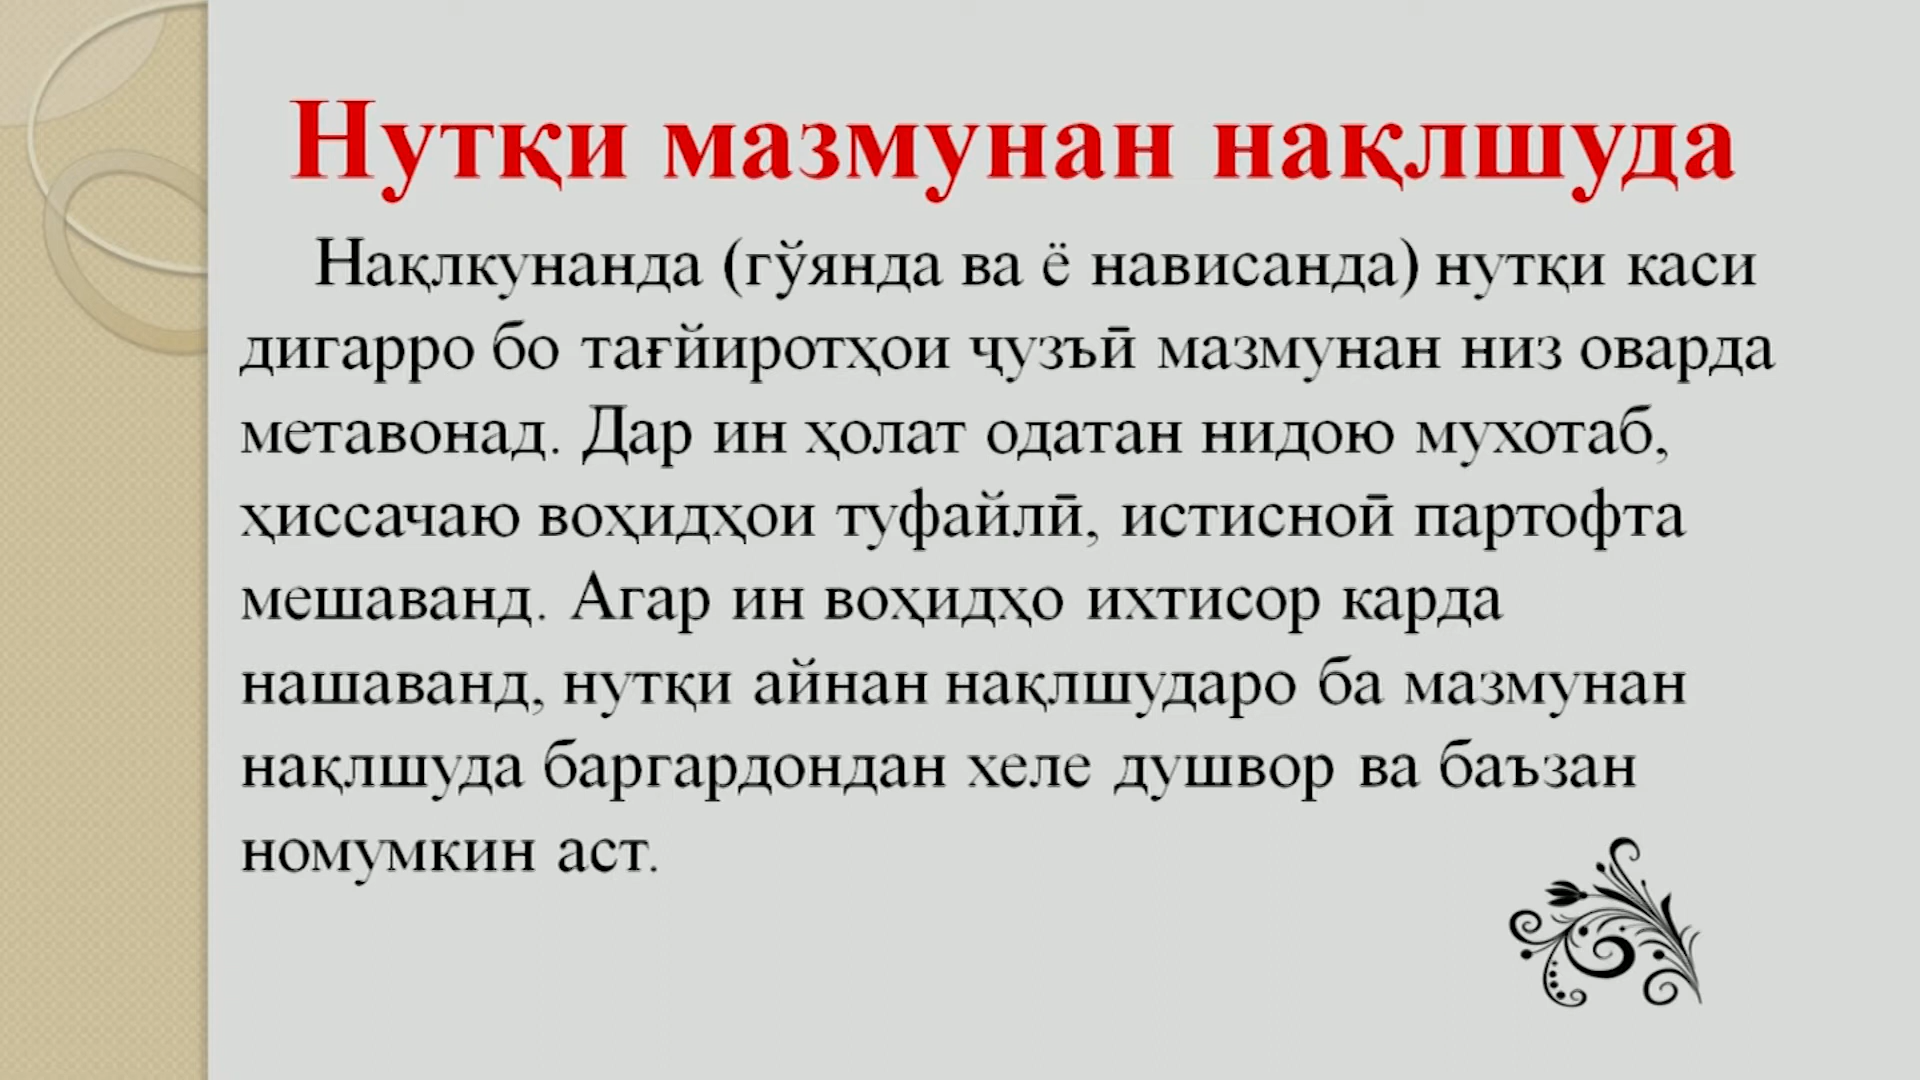 Нутқи мазмунан нақлшуда
Нақлкунанда (гўянда ва ё нависанда) нутқи каси
дигарро бо тағйиротҳои ҷузъӣ мазмунан низ оварда
метавонад. Дар ин ҳолат одатан нидою мухотаб,
ҳиссачаю воҳидҳои туфайлӣ, истисноӣ партофта
мешаванд. Агар ин воҳидҳо ихтисор карда
нашаванд, нутқи айнан нақлшударо ба мазмунан
нақлшуда баргардондан хеле душвор ва баъзан
номумкин аст.